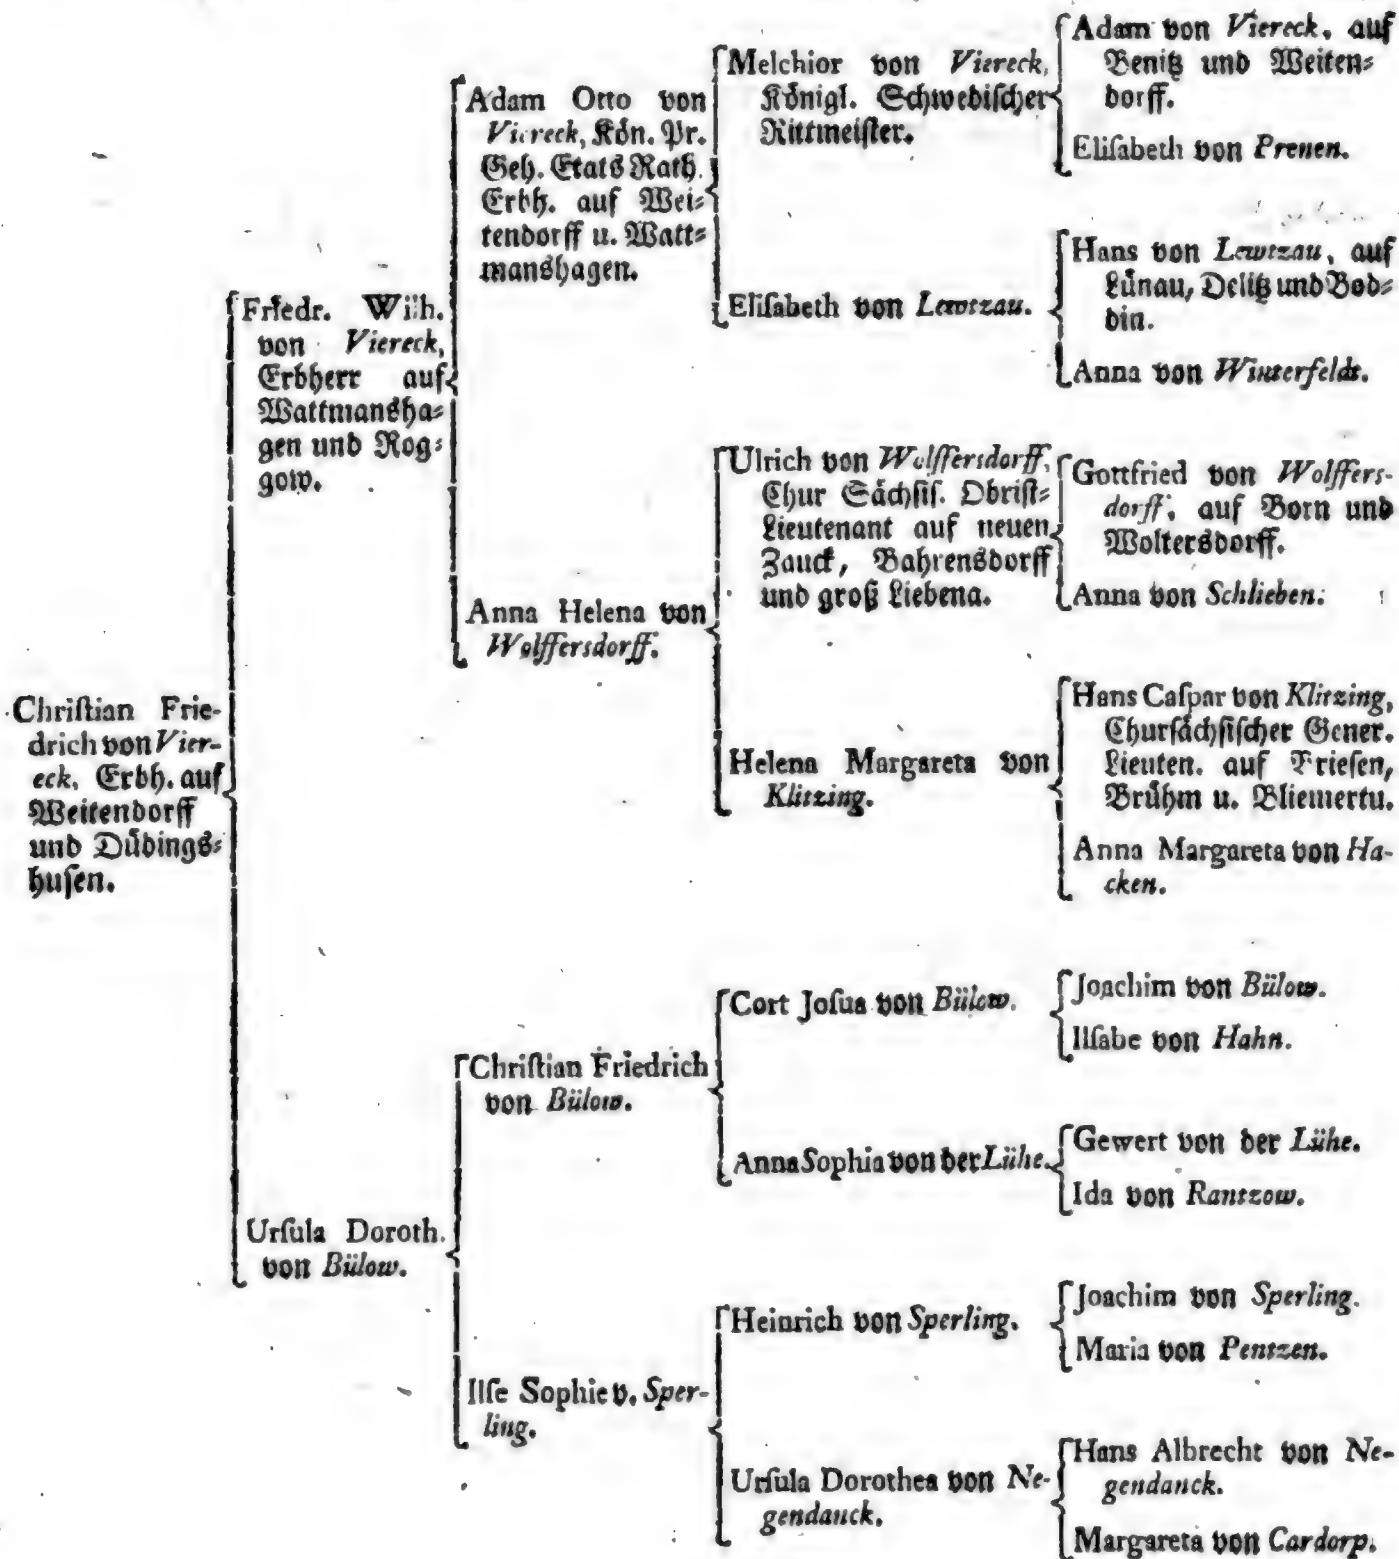 Christian Frie-
drich von Vier-
eck, Erbh. auf
Weitendorff
und Dübings-
husen.
Friedr. Wilh.
von Viereck,
Erbherr auf
Wattmansha-
gen und Rog-
gow.
Ursula Doroth.
von Bülow.
Adam Otto von
Viereck, Kön. Pr.
Geh. Etats Rath.
Erbh. auf Wei-
tendorff u. Watt-
manshagen.
Anna Helena von
Wolffersdorff.
Christian Friedrich
von Bülow.
Ilse Sophie v. Sper-
ling.
Melchior von Viereck,
Königl. Schwedischer
Rittmeister.
Elisabeth von Lewtzau.
Ulrich von Wolffersdorff,
Chur Sächsis. Obrist-
Lieutenant auf neuen
Zauck, Bahrensdorff
und groß Liebena.
Helena Margareta von
Klitzing.
Cort Josua von Bülow.
Anna Sophia von der Lühe.
Heinrich von Sperling.
Ursula Dorothea von Ne-
gendanck.
Adam von Viereck, auf
Benitz und Weiten-
dorff.
Elisabeth von Prenen.
Hans von Lewtzau, auf
Lünau, Delitz und Bob-
bin.
Anna von Winterfeldt.
Gottfried von Wolffers-
dorff, auf Born und
Woltersdorff.
Anna von Schlieben.
Hans Caspar von Klitzing,
Chursächsischer Gener.
Lieuten. auf Friesen,
Brühm u. Bliemertu.
Anna Margareta von Ha-
cken.
Joachim von Bülow.
Ilsabe von Hahn.
Gewert von der Lühe.
Ida von Rantzow.
Joachim von Sperling.
Maria von Pentzen.
Hans Albrecht von Ne-
gendanck.
Margareta von Cardorp.